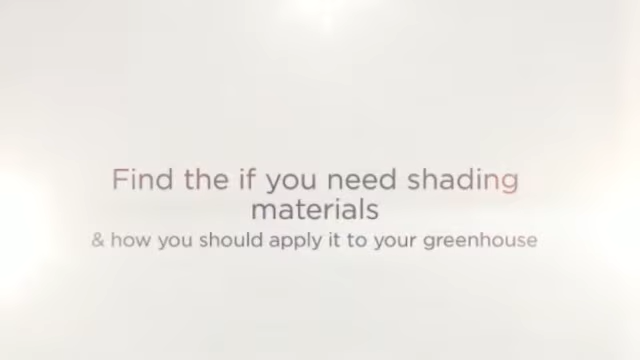 Find the if you need shading
materials
& how you should apply it to your greenhouse